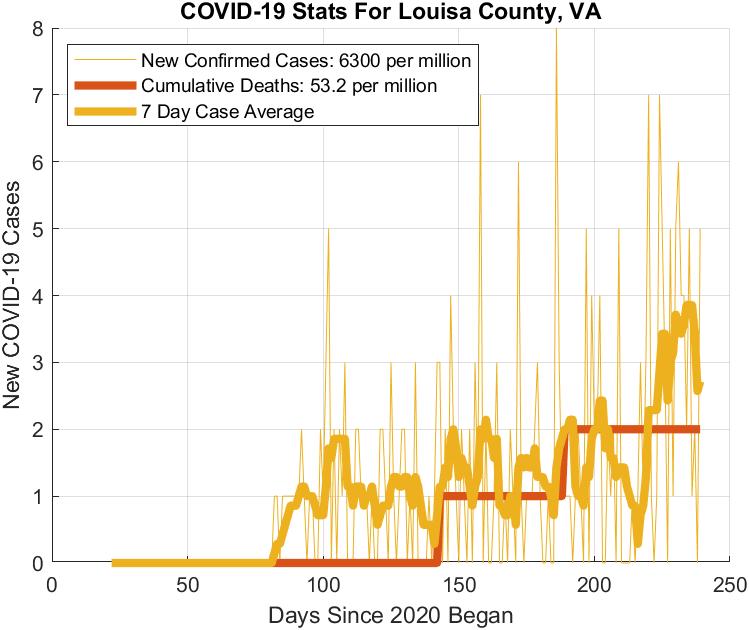 COVID-19 Stats For Louisa County, VA
New Confirmed Cases: 6300 per million
Cumulative Deaths: 53.2 per million
7 Day Case Average
New COVID-19 Cases
8
7
6
5
4
3
2
1
0
0 50 100 150 200 250
Days Since 2020 Began